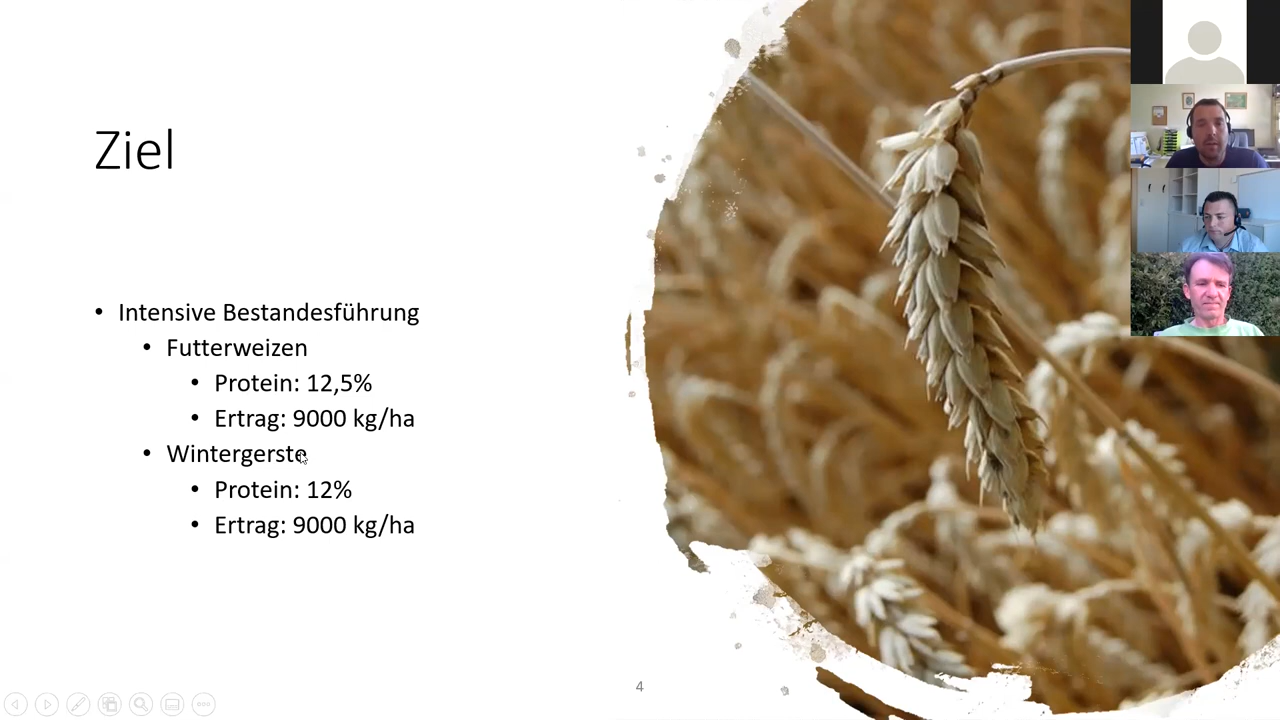 Ziel
• Intensive Bestandesführung
• Futterweizen
• Protein: 12,5%
• Ertrag: 9000 kg/ha
• Wintergerste
• Protein: 12%
• Ertrag: 9000 kg/ha
4